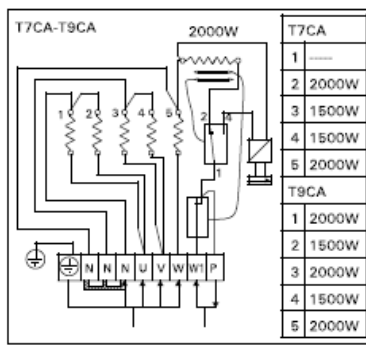 T7CA-T9CA
2000W
1 2 3 4 5
2 4
1
N N N U V W W1 P
T7CA
1 -----
2 2000W
3 1500W
4 1500W
5 2000W
T9CA
1 2000W
2 1500W
3 2000W
4 1500W
5 2000W